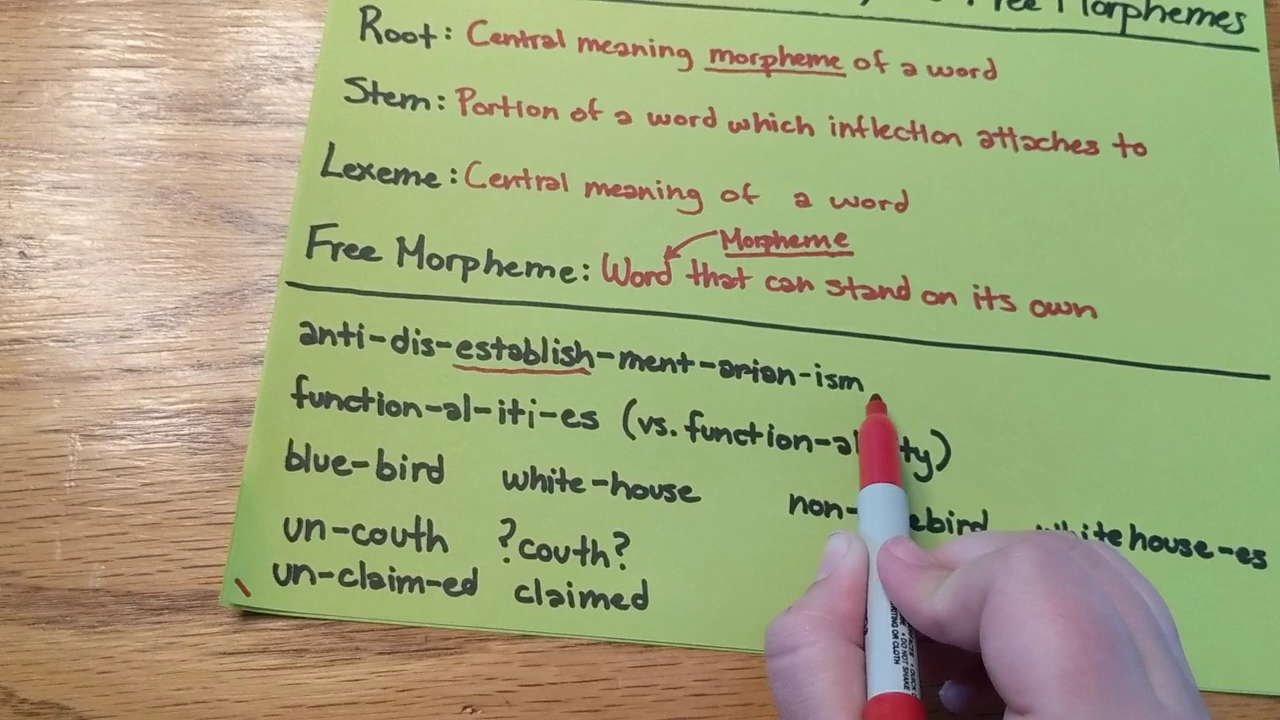 Free Morphemes
Root: Central meaning morpheme of a word
Stem: Portion of a word which inflection attaches to
Lexeme: Central meaning of a word
Morpheme
Free Morpheme: Word that can stand on its own
anti-dis-establish-ment-arian-ism
function-al-iti-es (vs. function-al-ity)
blue-bird white-house non-bluebird whitehouse-es
un-couth ?couth?
un-claim-ed claimed